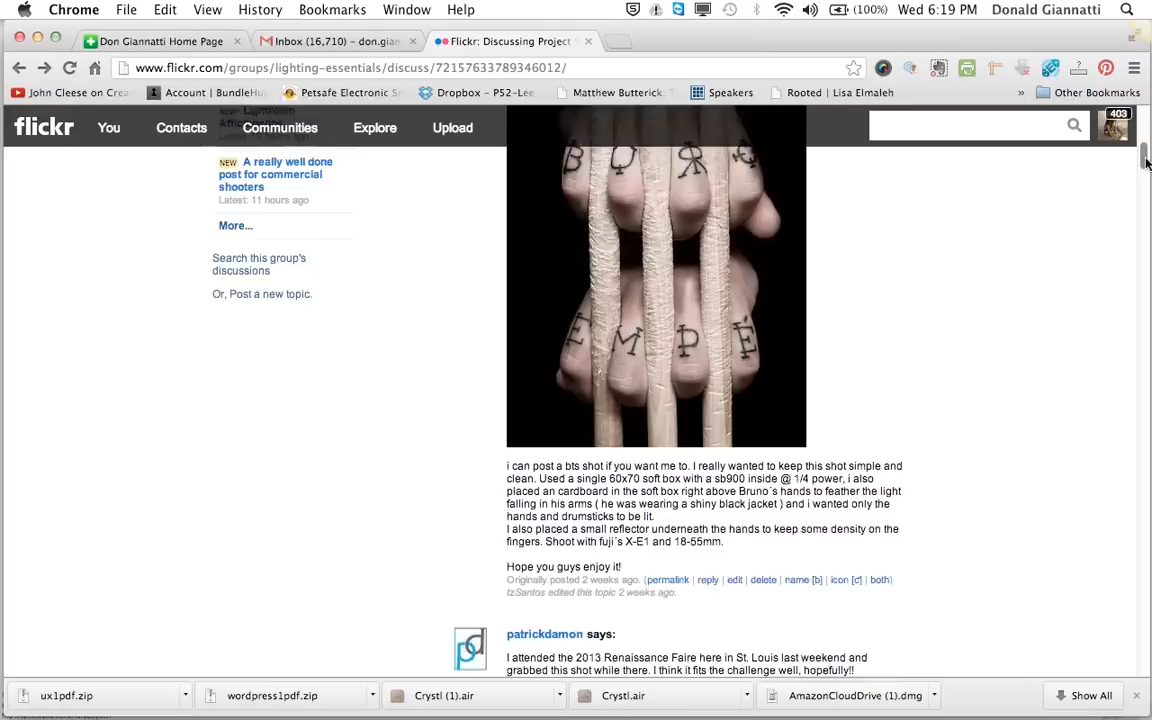 Chrome File Edit View History Bookmarks Window Help (100%) Wed 6:19 PM Donald Giannatti
Don Giannatti Home Page Inbox (16,710) – don.gian Flickr: Discussing Project
www.flickr.com/groups/lighting-essentials/discuss/72157633789346012/
John Cleese on Crea Account | BundleHu Petsafe Electronic Sm Dropbox – P52-Lee Matthew Butterick: Speakers Rooted | Lisa Elmaleh » Other Bookmarks
flickr You Contacts Communities Explore Upload 403
NEW A really well done
post for commercial
shooters
Latest: 11 hours ago
More...
Search this group's
discussions
Or, Post a new topic.
EMPÉ
i can post a bts shot if you want me to. I really wanted to keep this shot simple and
clean. Used a single 60x70 soft box with a sb900 inside @ 1/4 power, i also
placed an cardboard in the soft box right above Bruno´s hands to feather the light
falling in his arms ( he was wearing a shiny black jacket ) and i wanted only the
hands and drumsticks to be lit.
I also placed a small reflector underneath the hands to keep some density on the
fingers. Shoot with fuji´s X-E1 and 18-55mm.
Hope you guys enjoy it!
Originally posted 2 weeks ago. (permalink | reply | edit | delete | name [b] | icon [c] | both)
tzSantos edited this topic 2 weeks ago.
pd
patrickdamon says:
I attended the 2013 Renaissance Faire here in St. Louis last weekend and
grabbed this shot while there. I think it fits the challenge well, hopefully!!
ux1pdf.zip wordpress1pdf.zip Crystl (1).air Crystl.air AmazonCloudDrive (1).dmg Show All